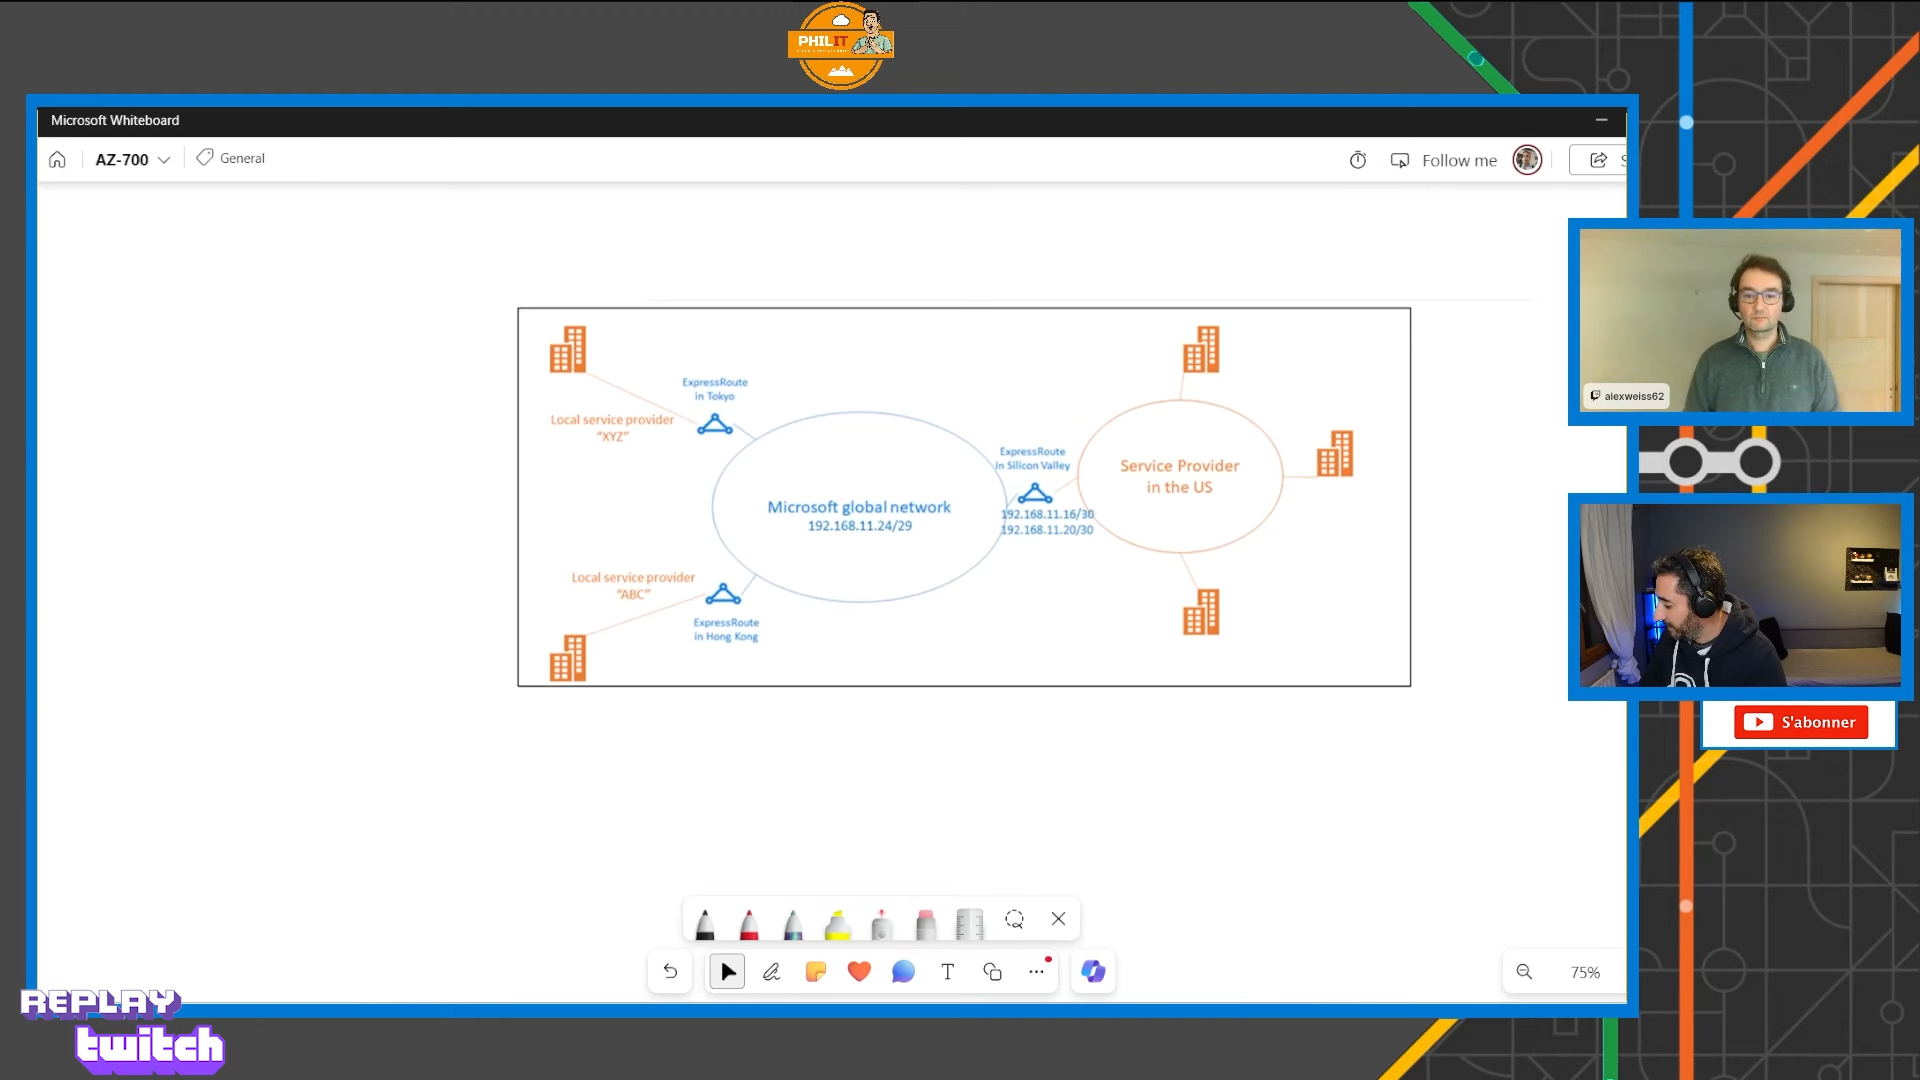 PHILIT
Microsoft Whiteboard
AZ-700
General
Follow me
ExpressRoute
in Tokyo
Local service provider
"XYZ"
ExpressRoute
in Silicon Valley
Service Provider
in the US
Microsoft global network
192.168.11.24/29
192.168.11.16/30
192.168.11.20/30
Local service provider
"ABC"
ExpressRoute
in Hong Kong
alexweiss62
S'abonner
75%
REPLAY
twitch